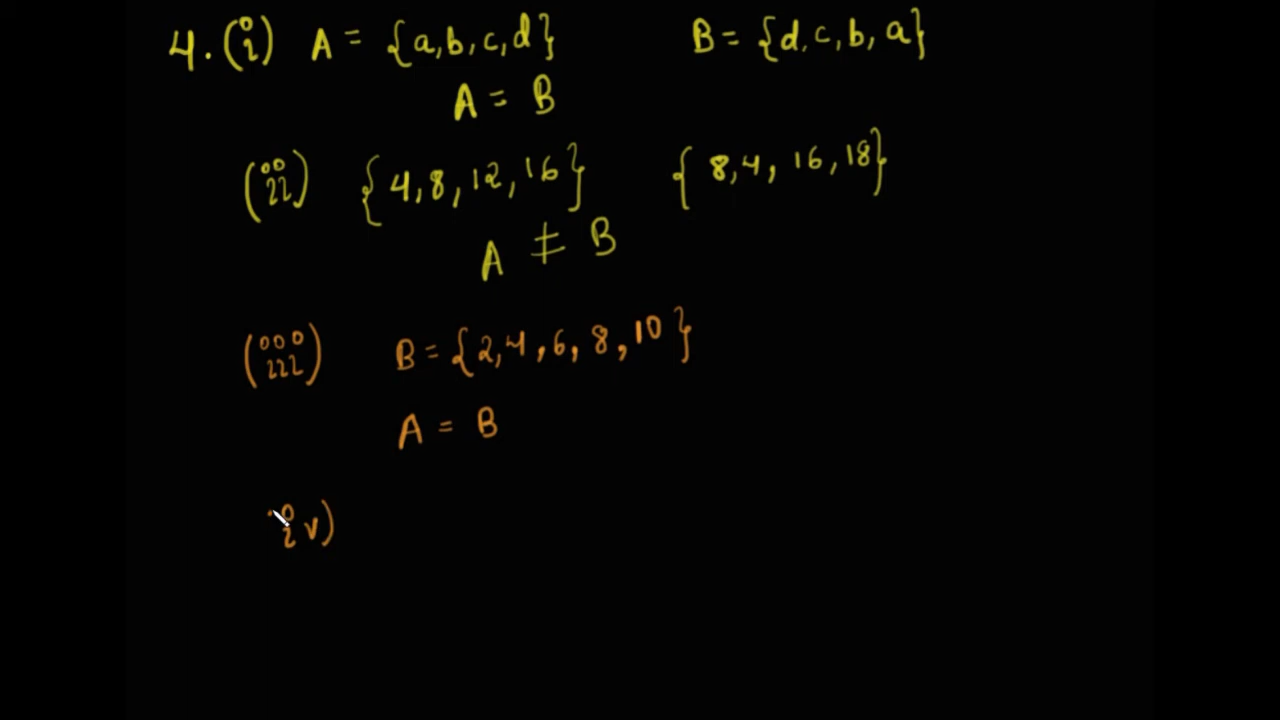 4. (i) A = {a, b, c, d} B = {d, c, b, a}
A = B
(ii) {4, 8, 12, 16} {8, 4, 16, 18}
A ≠ B
(iii) B = {2, 4, 6, 8, 10}
A = B
iv)